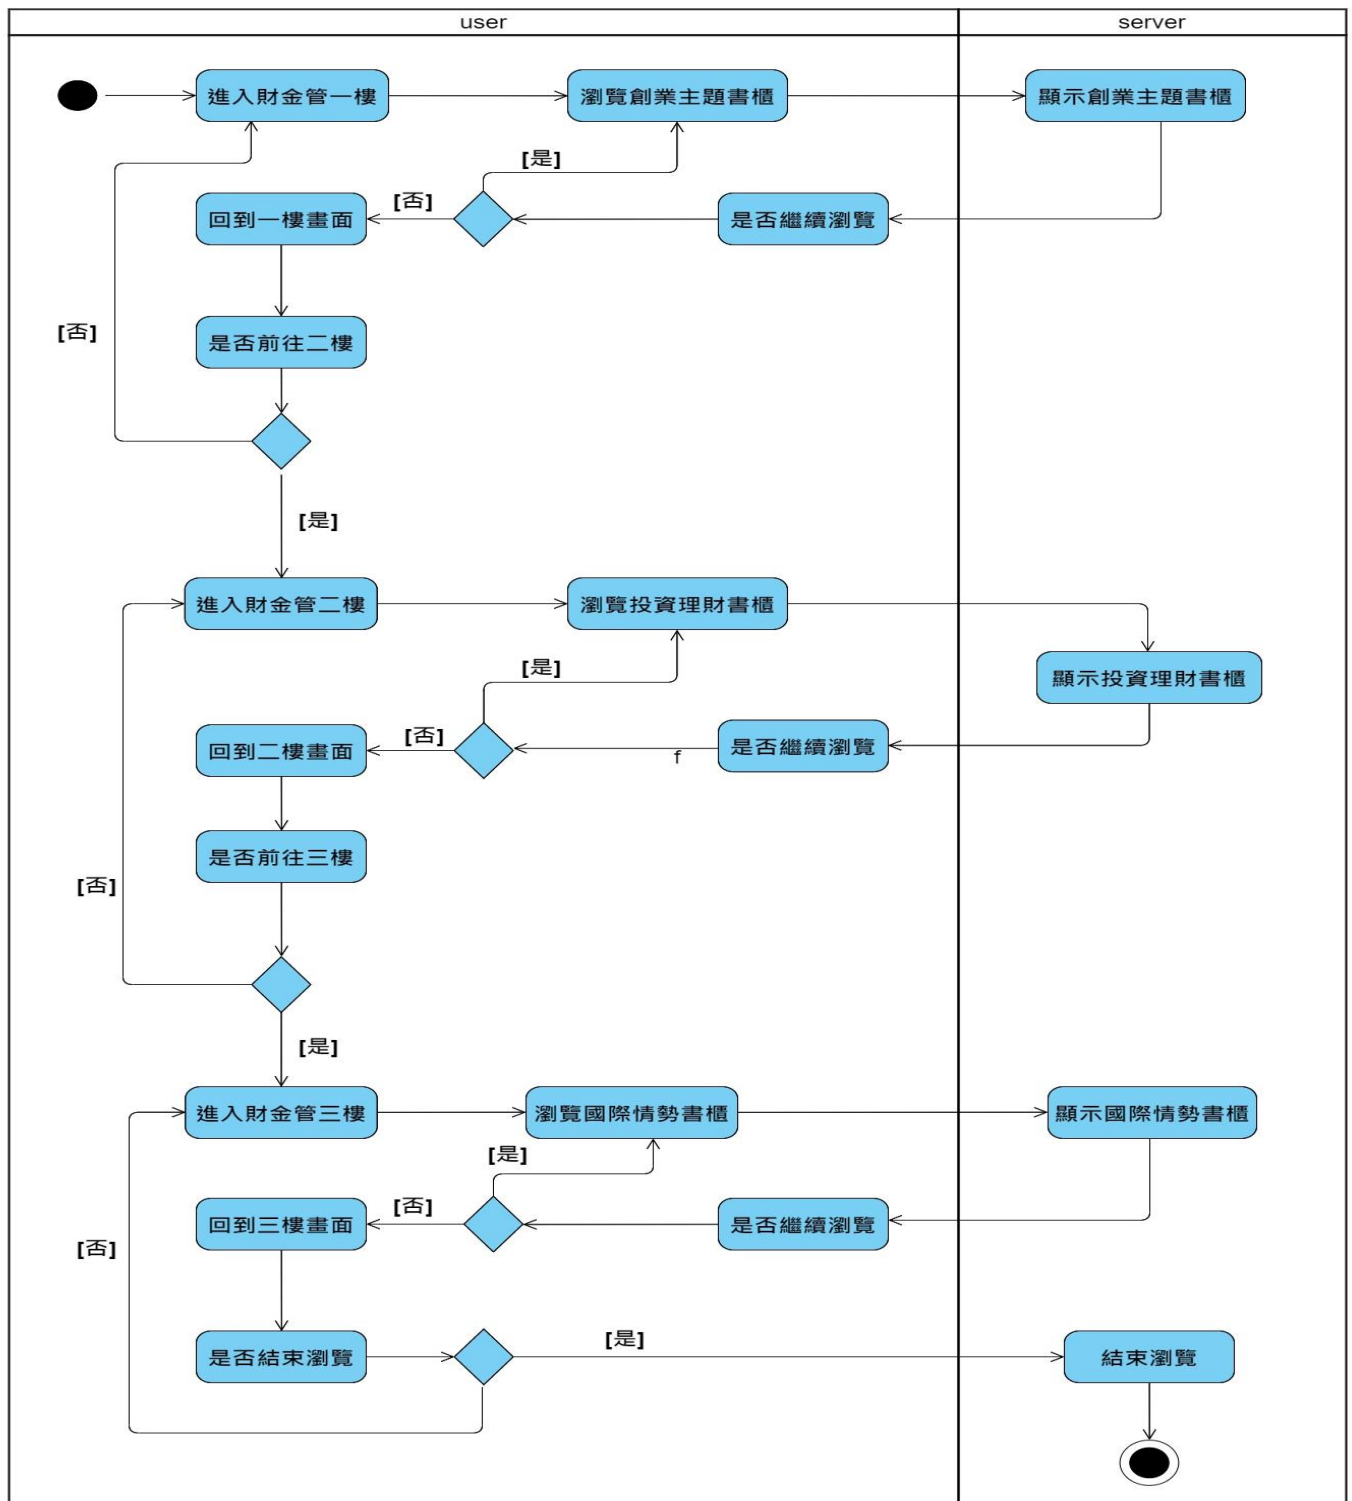 user
server
進入財金管一樓
瀏覽創業主題書櫃
顯示創業主題書櫃
[是]
[否]
回到一樓畫面
是否繼續瀏覽
[否]
是否前往二樓
[是]
進入財金管二樓
瀏覽投資理財書櫃
[是]
顯示投資理財書櫃
[否]
回到二樓畫面
是否繼續瀏覽
f
是否前往三樓
[否]
[是]
進入財金管三樓
瀏覽國際情勢書櫃
顯示國際情勢書櫃
[是]
[否]
回到三樓畫面
是否繼續瀏覽
[否]
[是]
是否結束瀏覽
結束瀏覽